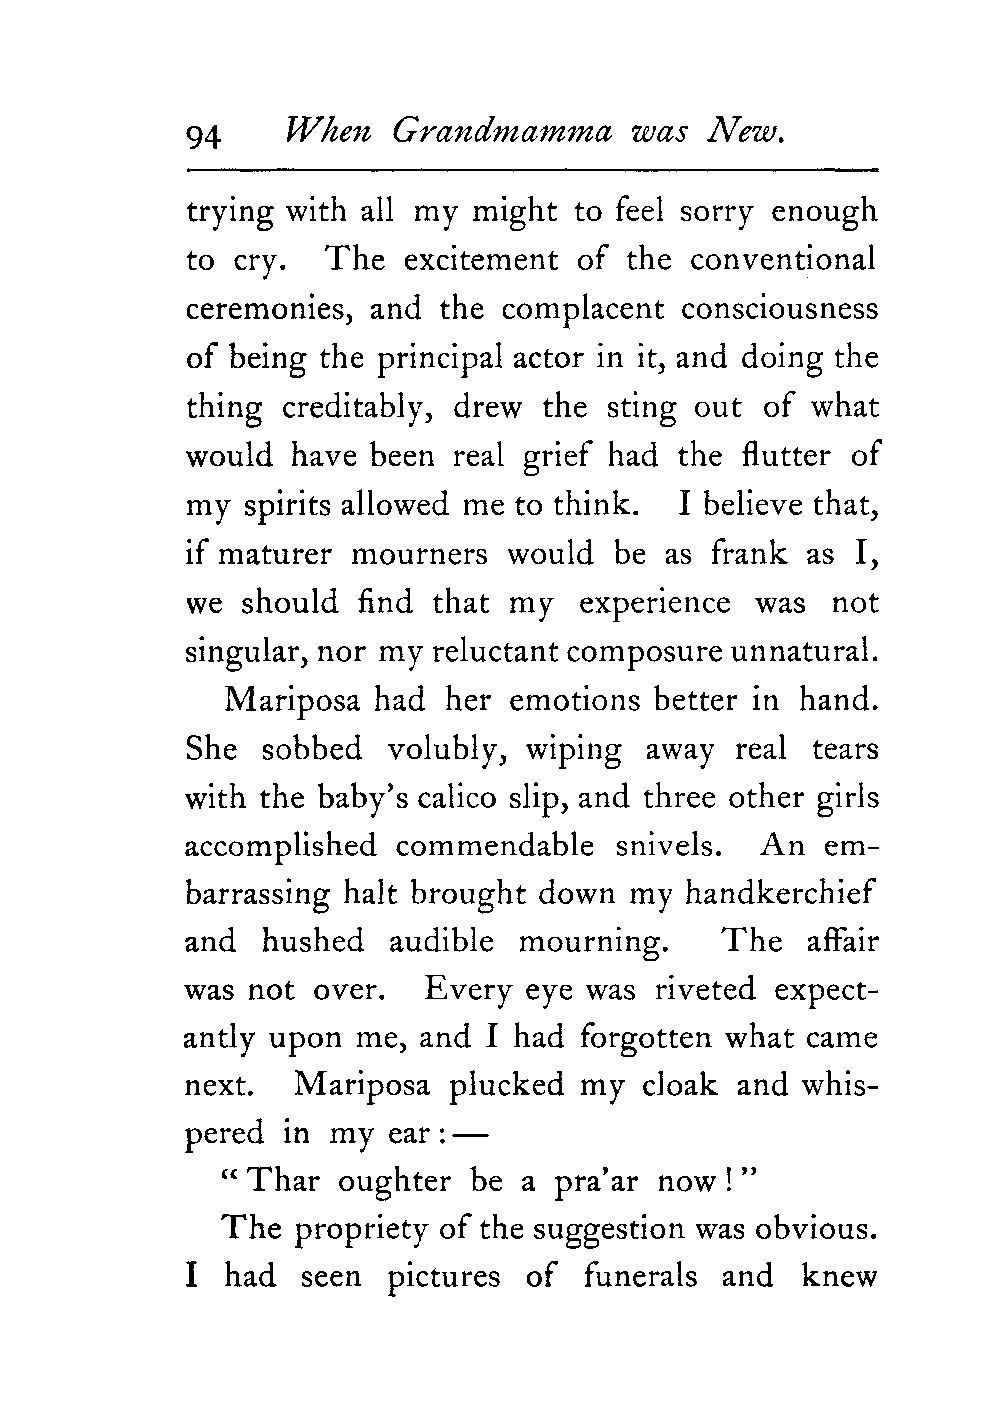 94 When Grandmamma was New.
trying with all my might to feel sorry enough
to cry. The excitement of the conventional
ceremonies, and the complacent consciousness
of being the principal actor in it, and doing the
thing creditably, drew the sting out of what
would have been real grief had the flutter of
my spirits allowed me to think. I believe that,
if maturer mourners would be as frank as I,
we should find that my experience was not
singular, nor my reluctant composure unnatural.
Mariposa had her emotions better in hand.
She sobbed volubly, wiping away real tears
with the baby's calico slip, and three other girls
accomplished commendable snivels. An em-
barrassing halt brought down my handkerchief
and hushed audible mourning. The affair
was not over. Every eye was riveted expect-
antly upon me, and I had forgotten what came
next. Mariposa plucked my cloak and whis-
pered in my ear :—
“ Thar oughter be a pra'ar now ! ”
The propriety of the suggestion was obvious.
I had seen pictures of funerals and knew